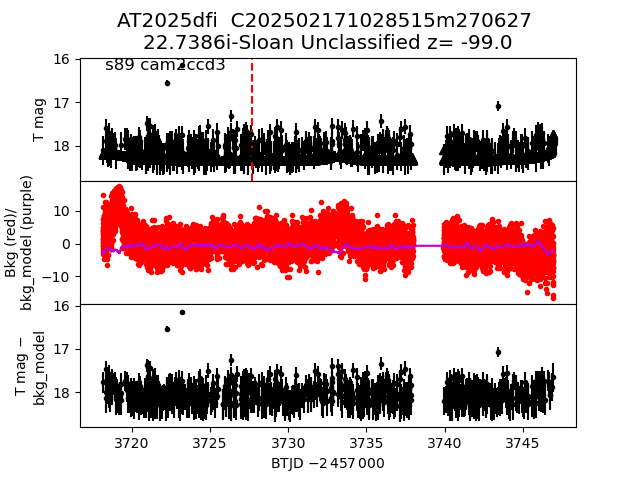 AT2025dfi  C202502171028515m270627
22.7386i-Sloan Unclassified z= -99.0
s89 cam2ccd3
T mag
16
17
18
Bkg (red)/
bkg_model (purple)
10
0
−10
T mag −
bkg_model
16
17
18
3720 3725 3730 3735 3740 3745
BTJD −2 457 000